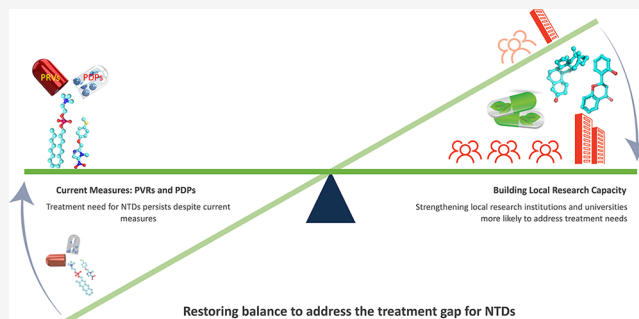 PRVs
PDPs
Current Measures: PVRs and PDPs
Treatment need for NTDs persists despite current
measures
Building Local Research Capacity
Strengthening local research institutions and universities
more likely to address treatment needs
Restoring balance to address the treatment gap for NTDs